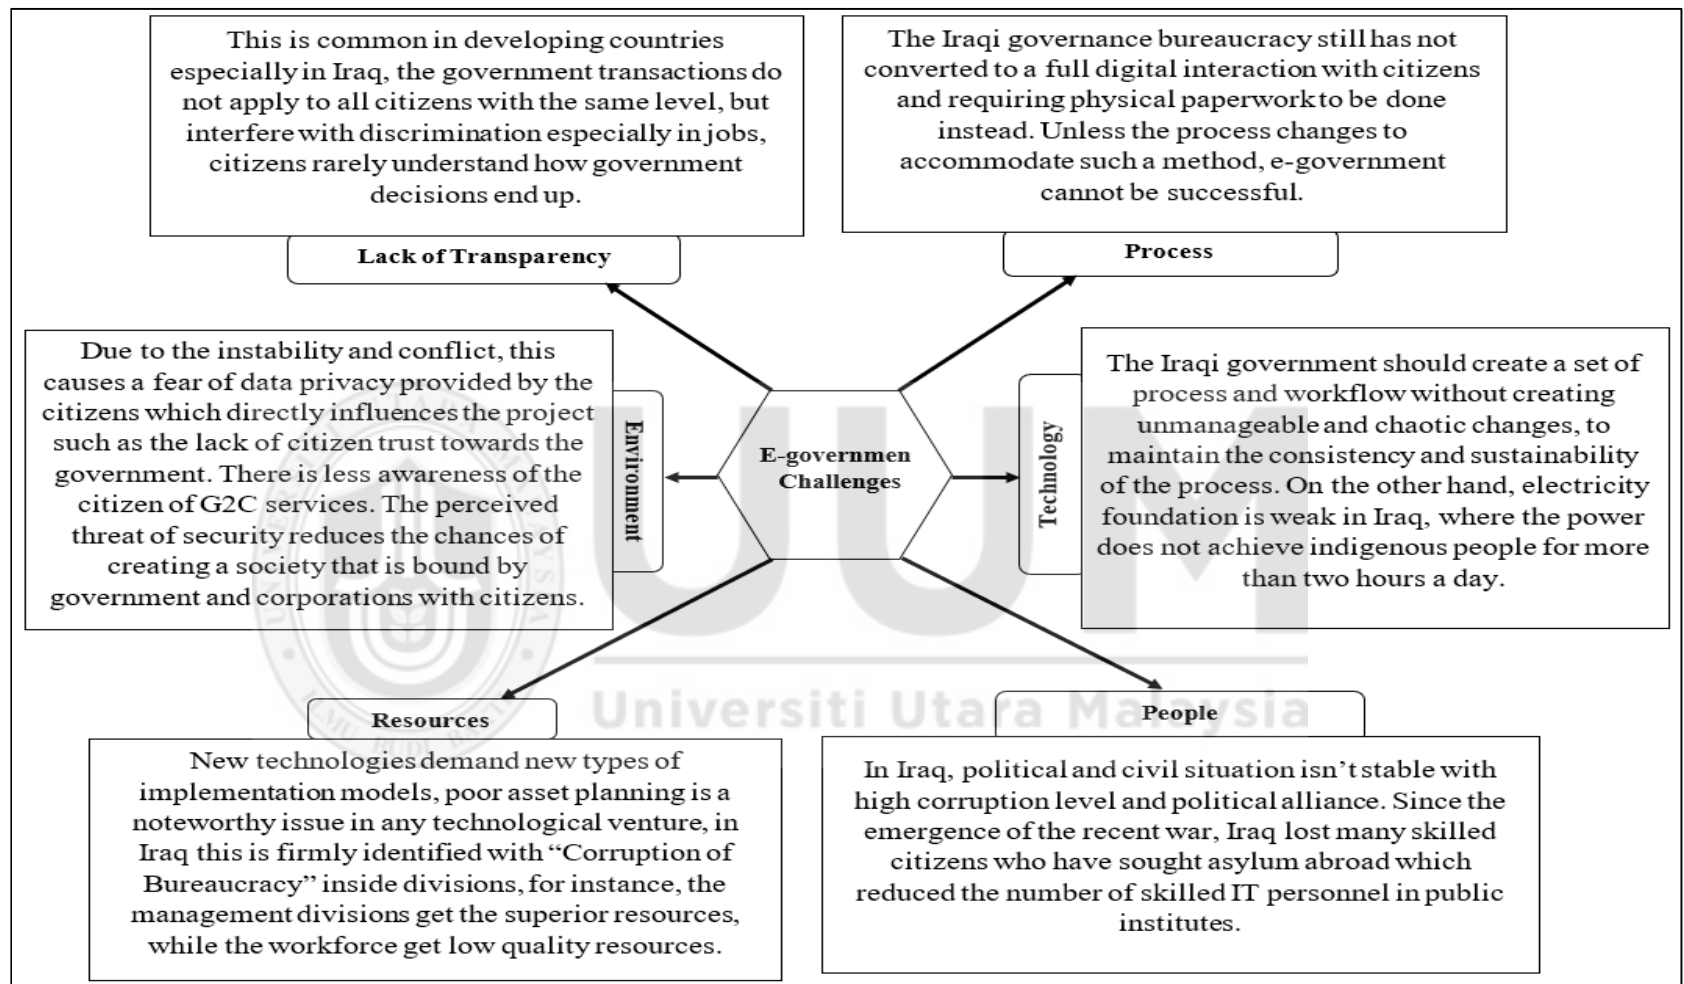 This is common in developing countries
especially in Iraq, the government transactions do
not apply to all citizens with the same level, but
interfere with discrimination especially in jobs,
citizens rarely understand how government
decisions end up.
Lack of Transparency
The Iraqi governance bureaucracy still has not
converted to a full digital interaction with citizens
and requiring physical paperwork to be done
instead. Unless the process changes to
accommodate such a method, e-government
cannot be successful.
Process
Due to the instability and conflict, this
causes a fear of data privacy provided by the
citizens which directly influences the project
such as the lack of citizen trust towards the
government. There is less awareness of the
citizen of G2C services. The perceived
threat of security reduces the chances of
creating a society that is bound by
government and corporations with citizens.
Environment
E-governmen
Challenges
Technology
The Iraqi government should create a set of
process and workflow without creating
unmanageable and chaotic changes, to
maintain the consistency and sustainability
of the process. On the other hand, electricity
foundation is weak in Iraq, where the power
does not achieve indigenous people for more
than two hours a day.
Resources
New technologies demand new types of
implementation models, poor asset planning is a
noteworthy issue in any technological venture, in
Iraq this is firmly identified with “Corruption of
Bureaucracy” inside divisions, for instance, the
management divisions get the superior resources,
while the workforce get low quality resources.
People
In Iraq, political and civil situation isn’t stable with
high corruption level and political alliance. Since the
emergence of the recent war, Iraq lost many skilled
citizens who have sought asylum abroad which
reduced the number of skilled IT personnel in public
institutes.
UUM
Universiti Utara Malaysia